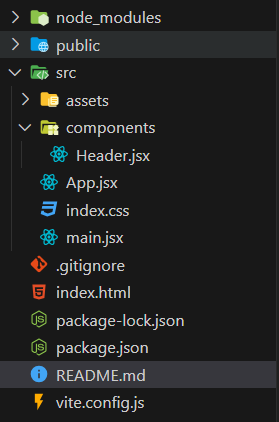 node_modules
public
src
assets
components
Header.jsx
App.jsx
index.css
main.jsx
.gitignore
index.html
package-lock.json
package.json
README.md
vite.config.js